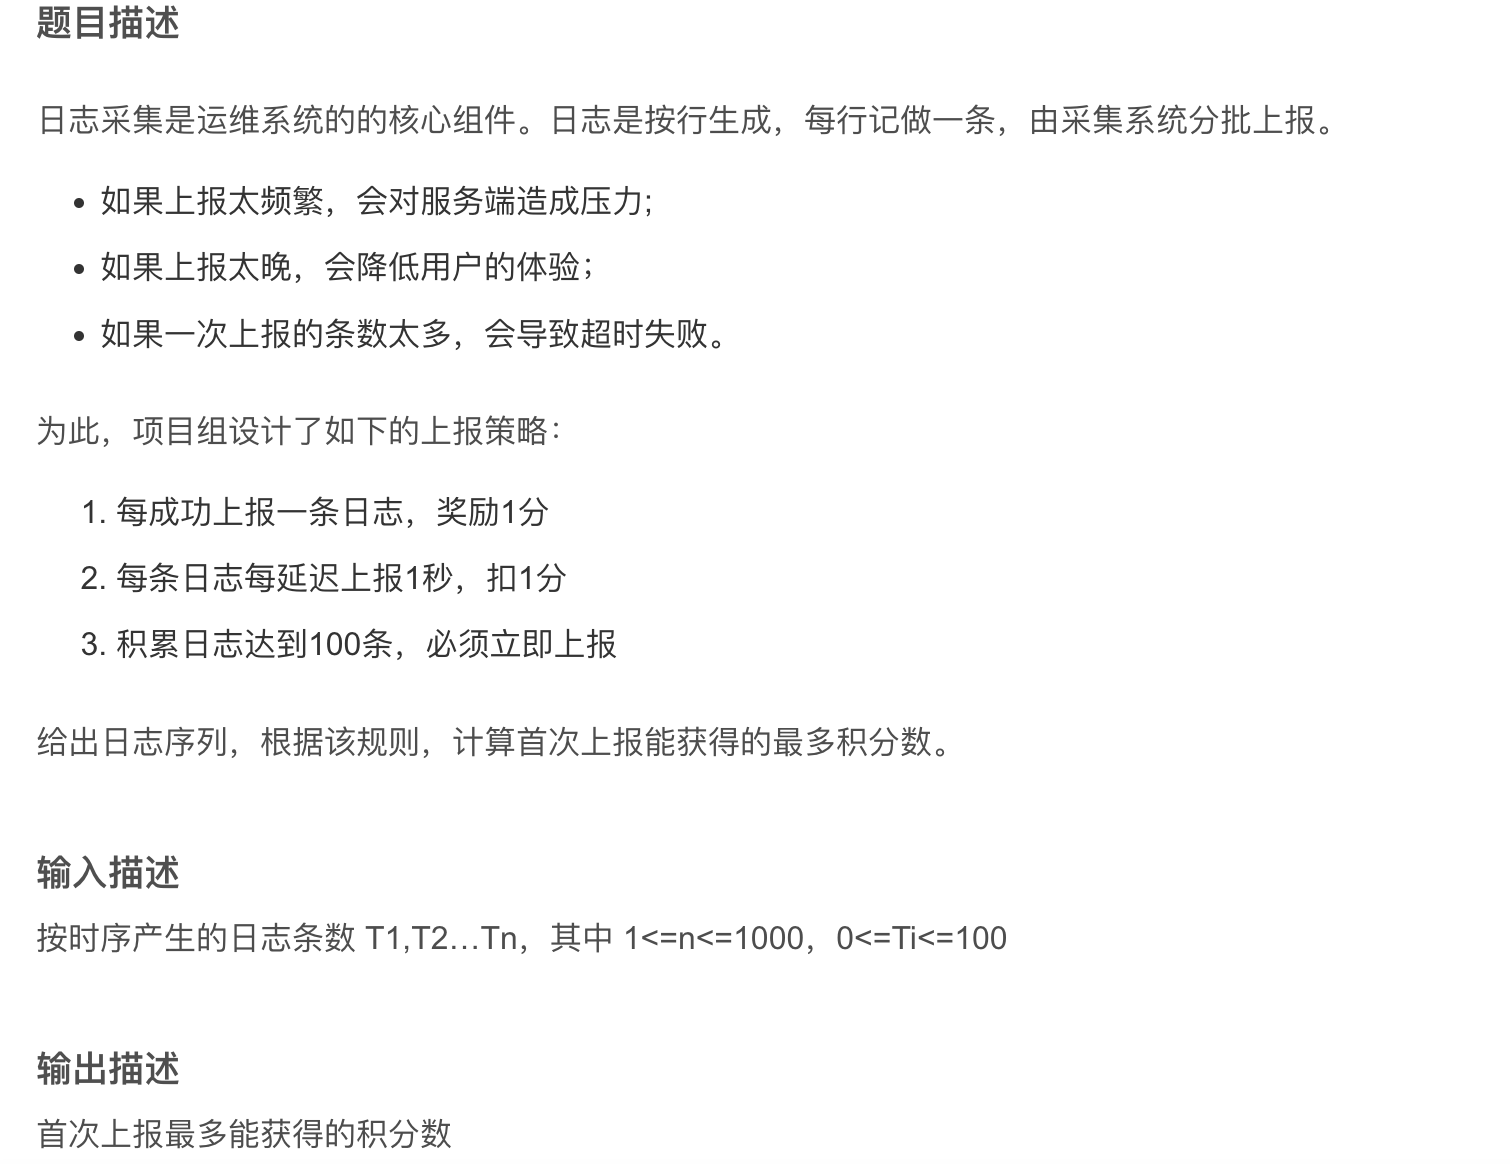 题目描述
日志采集是运维系统的的核心组件。日志是按行生成，每行记做一条，由采集系统分批上报。
• 如果上报太频繁，会对服务端造成压力;
• 如果上报太晚，会降低用户的体验；
• 如果一次上报的条数太多，会导致超时失败。
为此，项目组设计了如下的上报策略：
1. 每成功上报一条日志，奖励1分
2. 每条日志每延迟上报1秒，扣1分
3. 积累日志达到100条，必须立即上报
给出日志序列，根据该规则，计算首次上报能获得的最多积分数。
输入描述
按时序产生的日志条数 T1,T2…Tn，其中 1<=n<=1000，0<=Ti<=100
输出描述
首次上报最多能获得的积分数